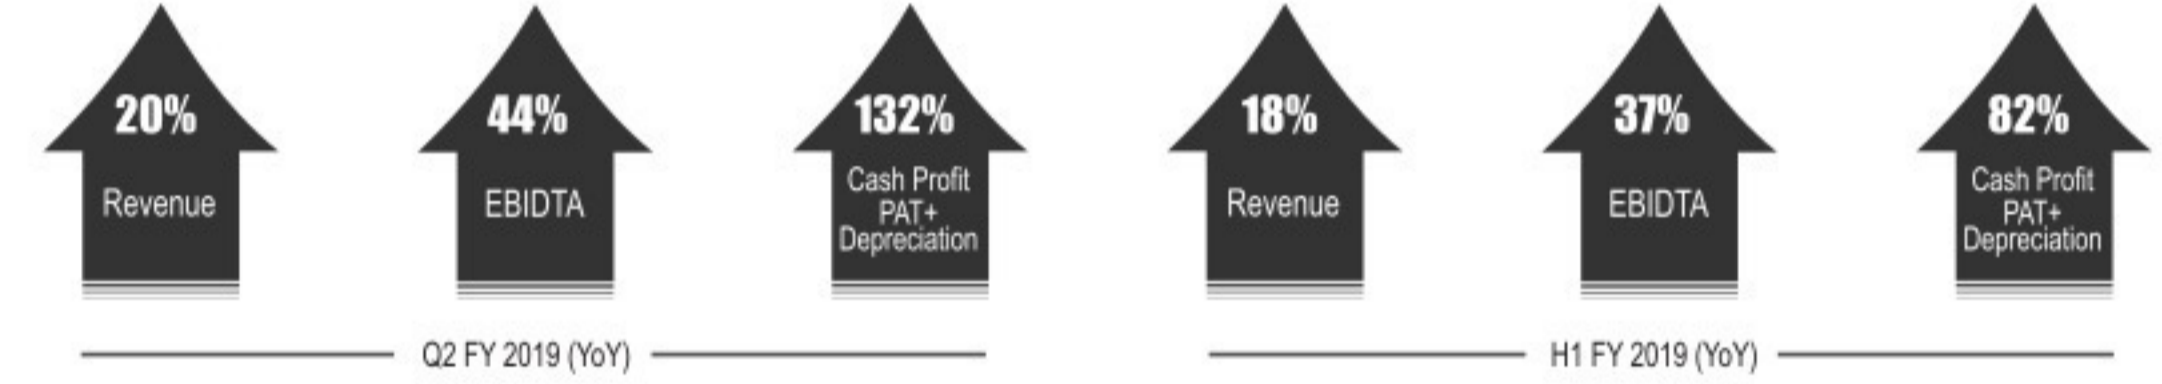 20%
Revenue
44%
EBIDTA
132%
Cash Profit
PAT+
Depreciation
Q2 FY 2019 (YoY)
18%
Revenue
37%
EBIDTA
82%
Cash Profit
PAT+
Depreciation
H1 FY 2019 (YoY)